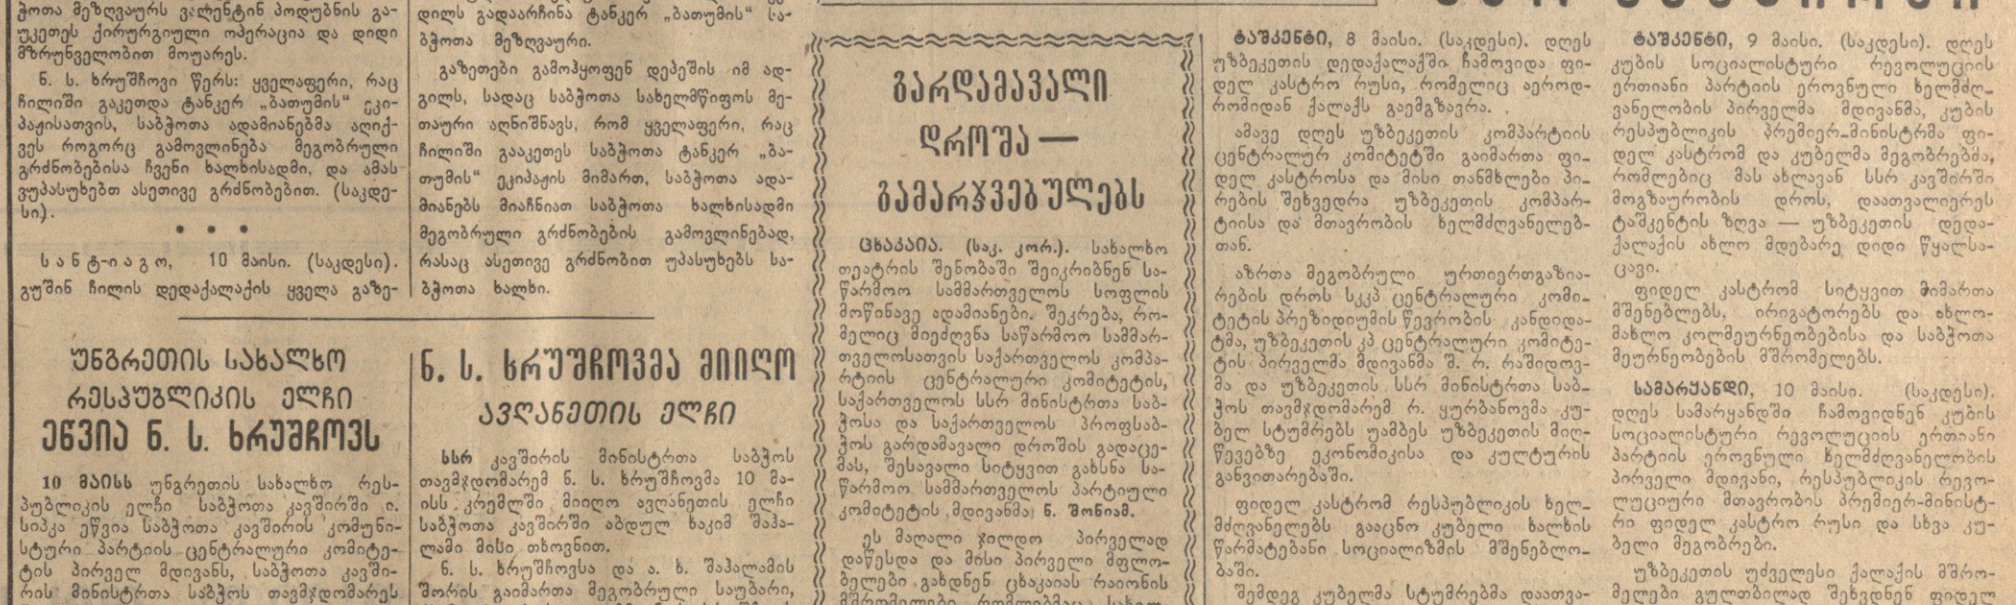 ჭოთა მეზღვაურს ვალენტინ პოდუბნის გა-
უკეთეს ქირურგიული ოპერაცია და დიდი
მზრუნველობით მოუარეს.
ნ. ს. ხრუშჩოვი წერს: ყველაფერი, რაც
ჩილიში გაკეთდა ტანკერ „ბათუმის“ ეკი-
პაჟისათვის, საბჭოთა ადამიანებმა აღიქ-
ვეს როგორც გამოვლინება მეგობრული
გრძნობებისა ჩვენი ხალხისადმი, და ამას
ვუპასუხებთ ასეთივე გრძნობებით. (საკდე-
სი).
• • •
სანტ-იაგო, 10 მაისი. (საკდესი).
გუშინ ჩილის დედაქალაქის ყველა გაზე-
დილს გადაარჩინა ტანკერ „ბათუმის“ სა-
ბჭოთა მეზღვაური.
გაზეთები გამოჰყოფენ დეპეშის იმ ად-
გილს, სადაც საბჭოთა სახელმწიფოს მე-
თაური აღნიშნავს, რომ ყველაფერი, რაც
ჩილიში გააკეთეს საბჭოთა ტანკერ „ბა-
თუმის“ ეკიპაჟის მიმართ, საბჭოთა ადა-
მიანებს მიაჩნიათ საბჭოთა ხალხისადმი
მეგობრული გრძნობების გამოვლინებად,
რასაც ასეთივე გრძნობით უპასუხებს სა-
ბჭოთა ხალხი.
უნგრეთის სახალხო
რესპუბლიკის ელჩი
ეწვია ნ. ს. ხრუშჩოვს
10 მაისს უნგრეთის სახალხო რეს-
პუბლიკის ელჩი საბჭოთა კავშირში ი.
სიპკა ეწვია საბჭოთა კავშირის კომუნი-
სტური პარტიის ცენტრალური კომიტე-
ტის პირველ მდივანს, საბჭოთა კავში-
რის მინისტრთა საბჭოს თავმჯდომარეს
ნ. ს. ხრუშჩოვმა მიიღო
ავღანეთის ელჩი
სსრ კავშირის მინისტრთა საბჭოს
თავმჯდომარემ ნ. ს. ხრუშჩოვმა 10 მა-
ისს კრემლში მიიღო ავღანეთის ელჩი
საბჭოთა კავშირში აბდულ ხაკიმ შაჰა-
ლამი მისი თხოვნით.
ნ. ს. ხრუშჩოვსა და ა. ხ. შაჰალამის
შორის გაიმართა მეგობრული საუბარი,
გარდამავალი
დროშა —
გამარჯვებულებს
ცხაკაია. (საკ. კორ.). სახალხო
თეატრის შენობაში შეიკრიბნენ სა-
წარმოო სამმართველოს სოფლის
მოწინავე ადამიანები. შეკრება, რო-
მელიც მიეძღვნა საწარმოო სამმარ-
თველოსათვის საქართველოს კომპა-
რტიის ცენტრალური კომიტეტის,
საქართველოს სსრ მინისტრთა საბ-
ჭოსა და საქართველოს პროფსაბ-
ჭოს გარდამავალი დროშის გადაცე-
მას, შესავალი სიტყვით გახსნა სა-
წარმოო სამმართველოს პარტიული
კომიტეტის მდივანმა ნ. შონიამ.
ეს მაღალი ჯილდო პირველად
დაწესდა და მისი პირველი მფლო-
ბელები გახდნენ ცხაკაიას რაიონის
ტაშკენტი, 8 მაისი. (საკდესი). დღეს
უზბეკეთის დედაქალაქში ჩამოვიდა ფი-
დელ კასტრო რუსი, რომელიც აეროდ-
რომიდან ქალაქს გაემგზავრა.
ამავე დღეს უზბეკეთის კომპარტიის
ცენტრალურ კომიტეტში გაიმართა ფი-
დელ კასტროსა და მისი თანმხლები პი-
რების შეხვედრა უზბეკეთის კომპარ-
ტიისა და მთავრობის ხელმძღვანელებ-
თან.
აზრთა მეგობრული ურთიერთგაზია-
რების დროს სკკპ ცენტრალური კომი-
ტეტის პრეზიდიუმის წევრობის კანდიდა-
ტმა, უზბეკეთის კპ ცენტრალური კომიტე-
ტის პირველმა მდივანმა შ. რ. რაშიდოვ-
მა და უზბეკეთის სსრ მინისტრთა საბ-
ჭოს თავმჯდომარემ რ. ყურბანოვმა კუ-
ბელ სტუმრებს უამბეს უზბეკეთის მიღ-
წევებზე ეკონომიკისა და კულტურის
განვითარებაში.
ფიდელ კასტრომ რესპუბლიკის ხელ-
მძღვანელებს გააცნო კუბელი ხალხის
წარმატებანი სოციალიზმის მშენებლო-
ბაში.
შემდეგ კუბელმა სტუმრებმა დაათვა-
ტაშკენტი, 9 მაისი. (საკდესი). დღეს
კუბის სოციალისტური რევოლუციის
ერთიანი პარტიის ეროვნული ხელმძღ-
ვანელობის პირველმა მდივანმა, კუბის
რესპუბლიკის პრემიერ-მინისტრმა ფი-
დელ კასტრომ და კუბელმა მეგობრებმა,
რომლებიც მას ახლავან სსრ კავშირში
მოგზაურობის დროს, დაათვალიერეს
ტაშკენტის ზღვა — უზბეკეთის დედა-
ქალაქის ახლო მდებარე დიდი წყალსა-
ცავი.
ფიდელ კასტრომ სიტყვით მიმართა
მშენებლებს, ირიგატორებს და ახლო-
მახლო კოლმეურნეობებისა და საბჭოთა
მეურნეობების მშრომელებს.
სამარყანდი, 10 მაისი. (საკდესი).
დღეს სამარყანდში ჩამოვიდნენ კუბის
სოციალისტური რევოლუციის ერთიანი
პარტიის ეროვნული ხელმძღვანელობის
პირველი მდივანი, რესპუბლიკის რევო-
ლუციური მთავრობის პრემიერ-მინისტ-
რი ფიდელ კასტრო რუსი და სხვა კუ-
ბელი მეგობრები.
უზბეკეთის უძველესი ქალაქის მშრო-
მელები გულთბილად შეხვდნენ ფიდელ